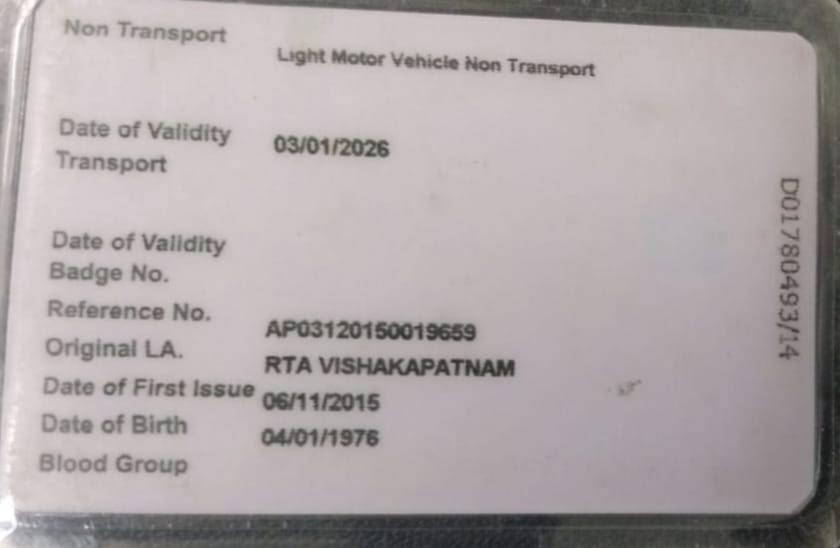 Non Transport
Light Motor Vehicle Non Transport
Date of Validity 03/01/2026
Transport
Date of Validity
Badge No.
Reference No. AP03120150019659
Original LA. RTA VISHAKAPATNAM
Date of First Issue 06/11/2015
Date of Birth 04/01/1976
Blood Group
D01780493/14